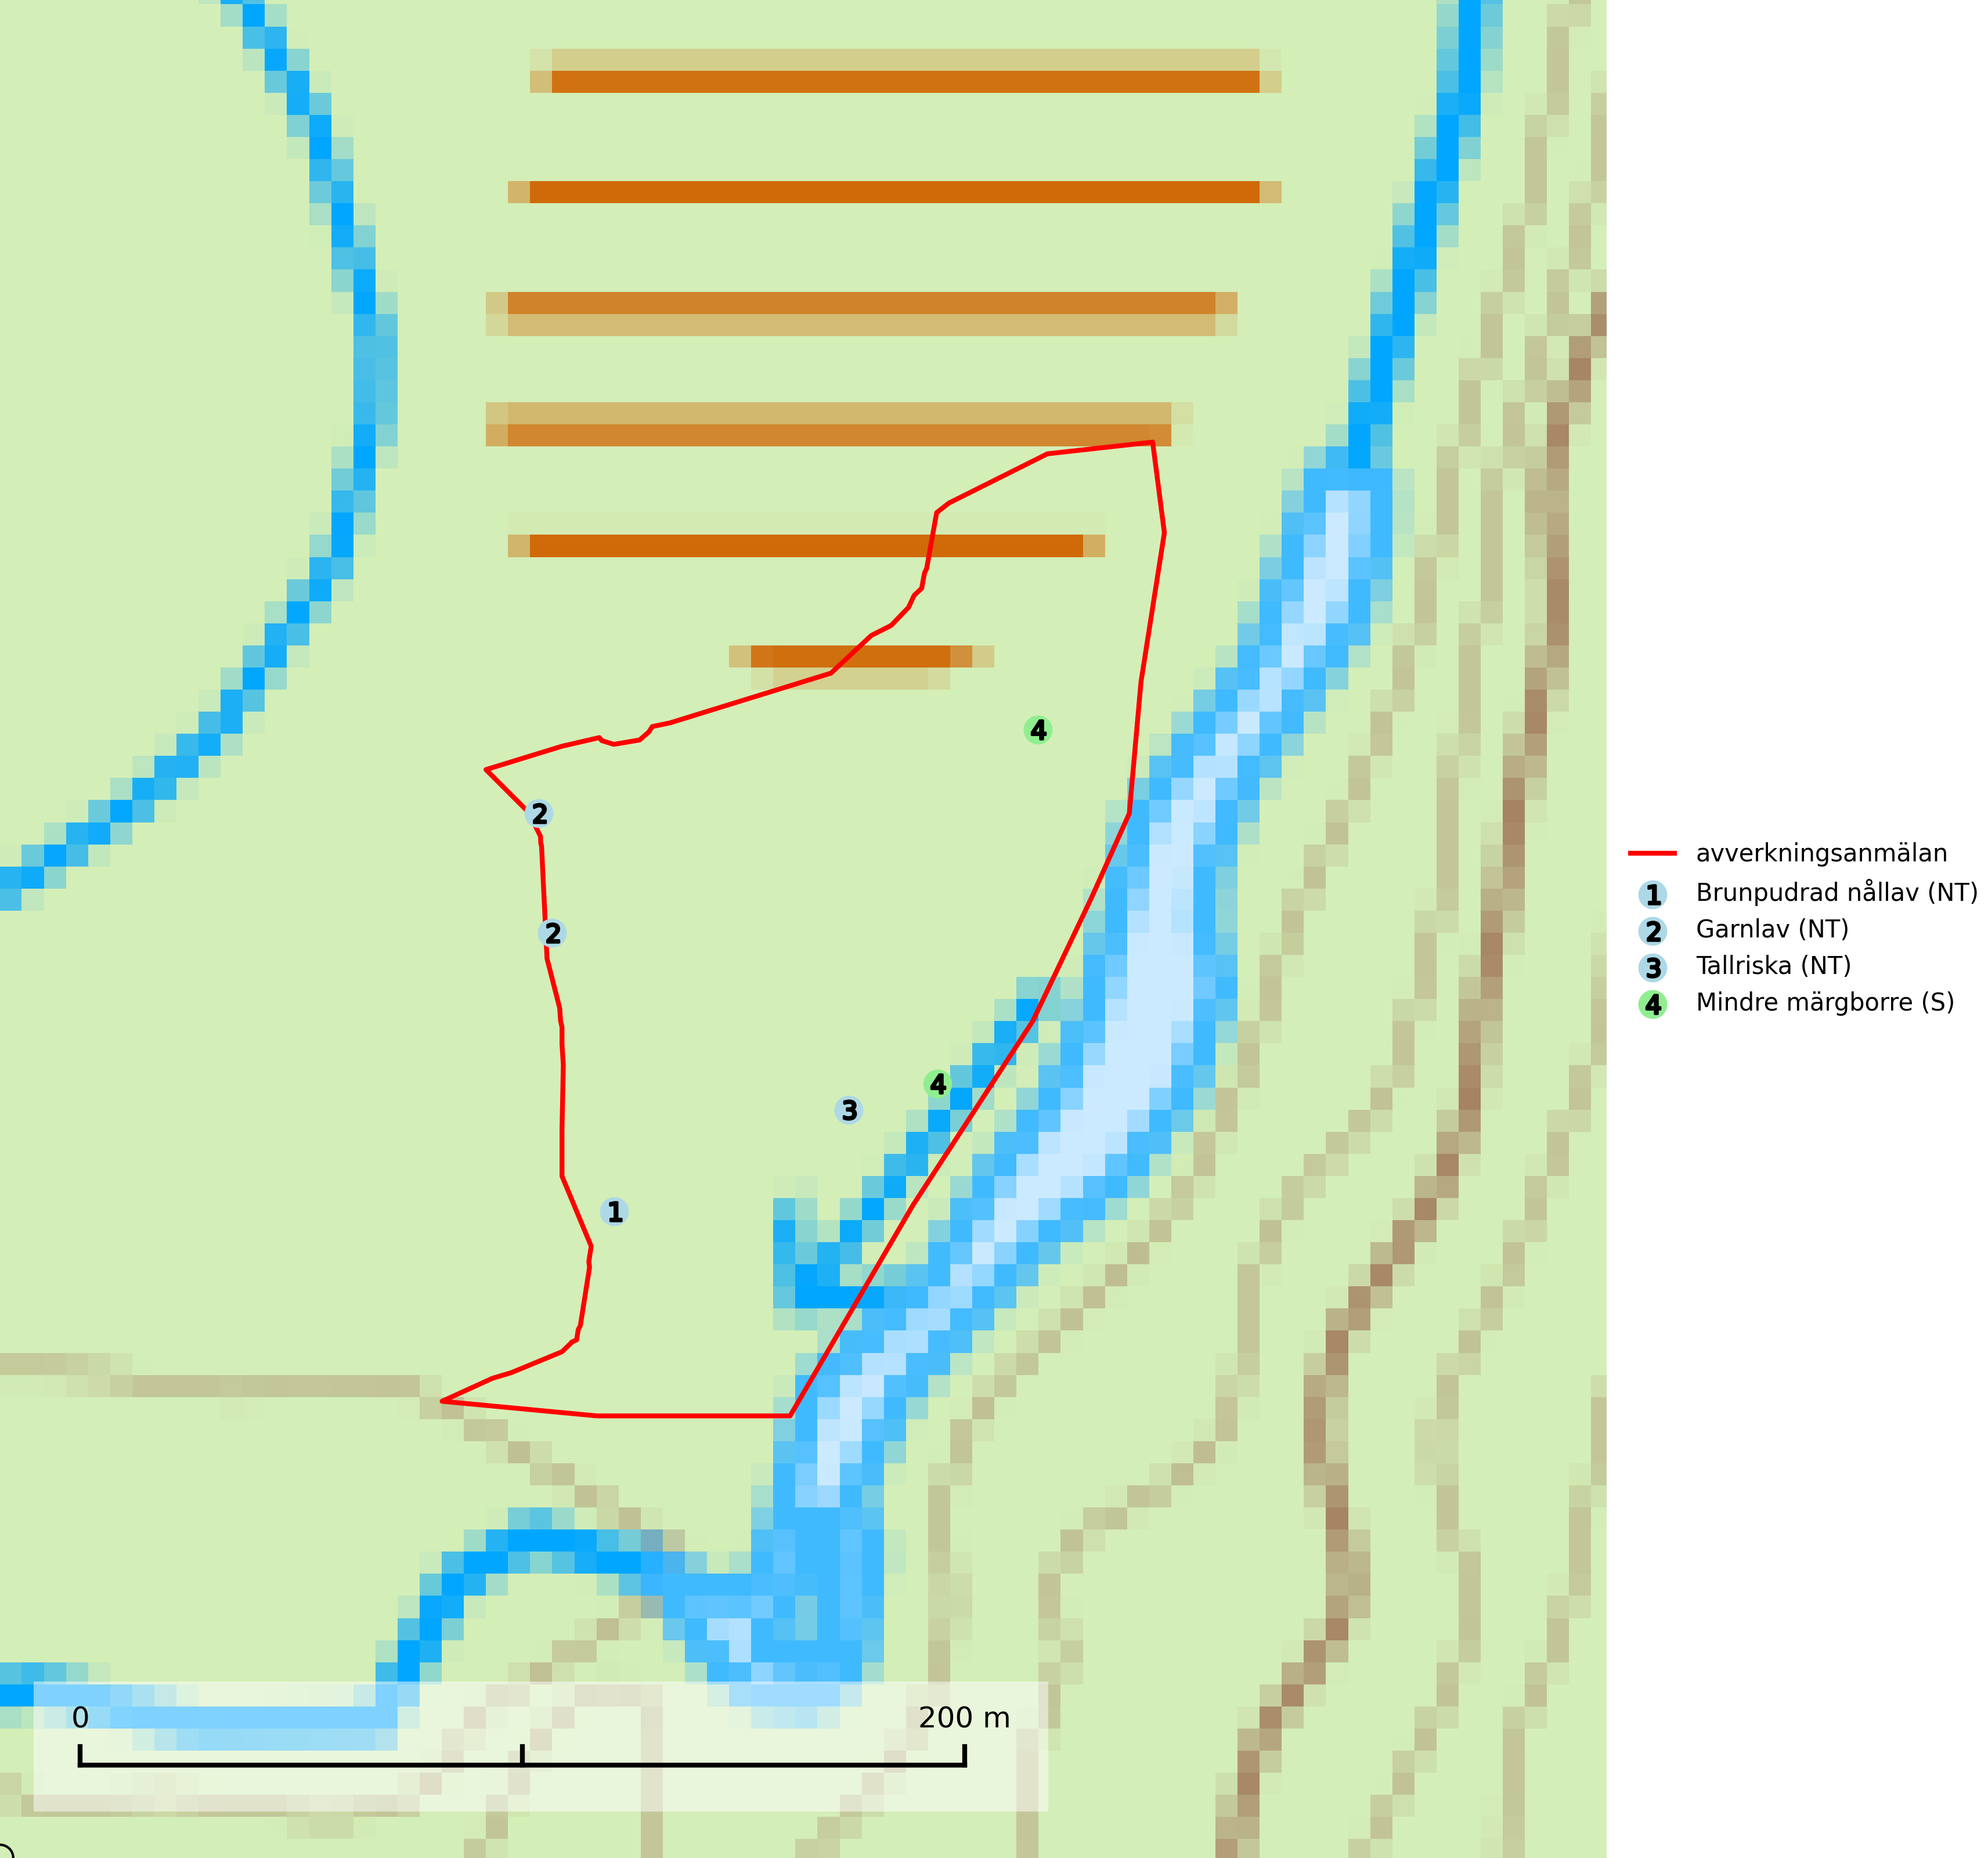 4
2
2
4
3
1
0 200 m
avverkningsanmälan
1 Brunpudrad nållav (NT)
2 Garnlav (NT)
3 Tallriska (NT)
4 Mindre märgborre (S)